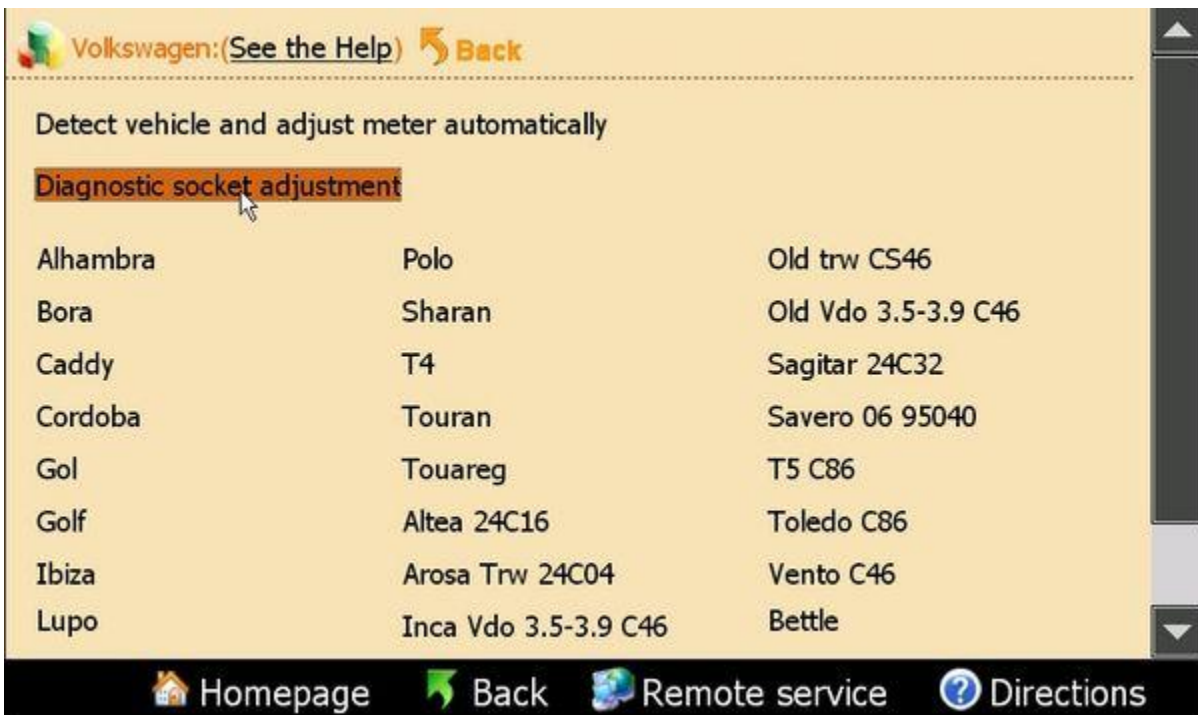 Volkswagen:(See the Help) Back
Detect vehicle and adjust meter automatically
Diagnostic socket adjustment
Alhambra Polo Old trw CS46
Bora Sharan Old Vdo 3.5-3.9 C46
Caddy T4 Sagitar 24C32
Cordoba Touran Savero 06 95040
Gol Touareg T5 C86
Golf Altea 24C16 Toledo C86
Ibiza Arosa Trw 24C04 Vento C46
Lupo Inca Vdo 3.5-3.9 C46 Bettle
Homepage Back Remote service ? Directions